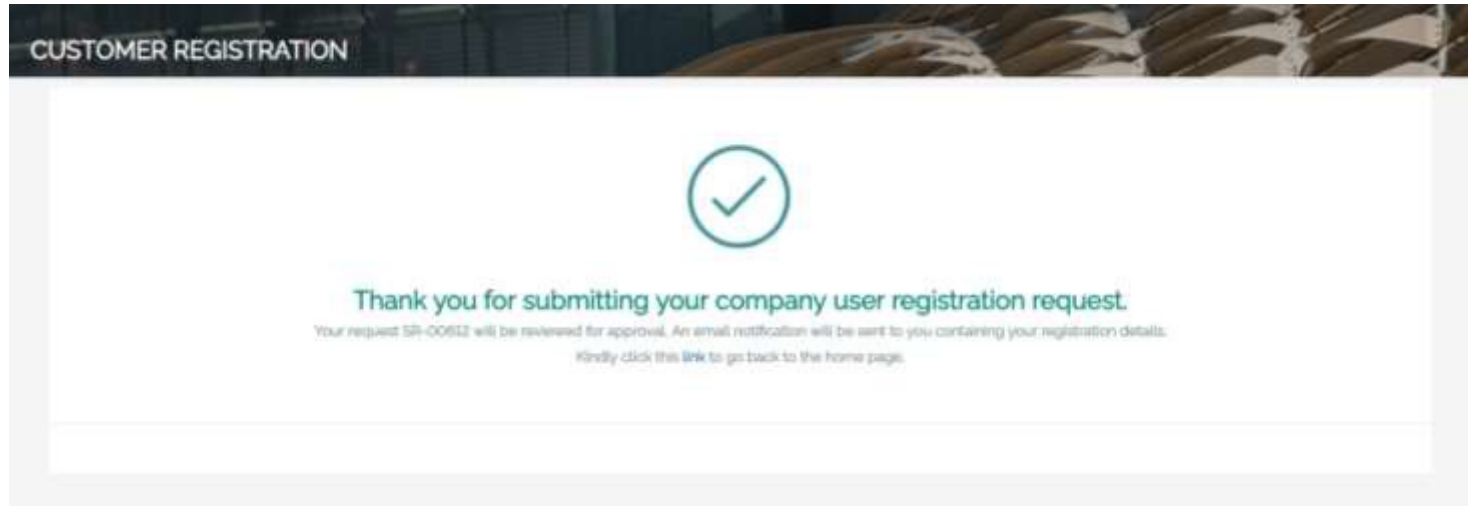 CUSTOMER REGISTRATION
Thank you for submitting your company user registration request.
Your request SR-00612 will be reviewed for approval. An email notification will be sent to you containing your registration details.
Kindly click this link to go back to the home page.